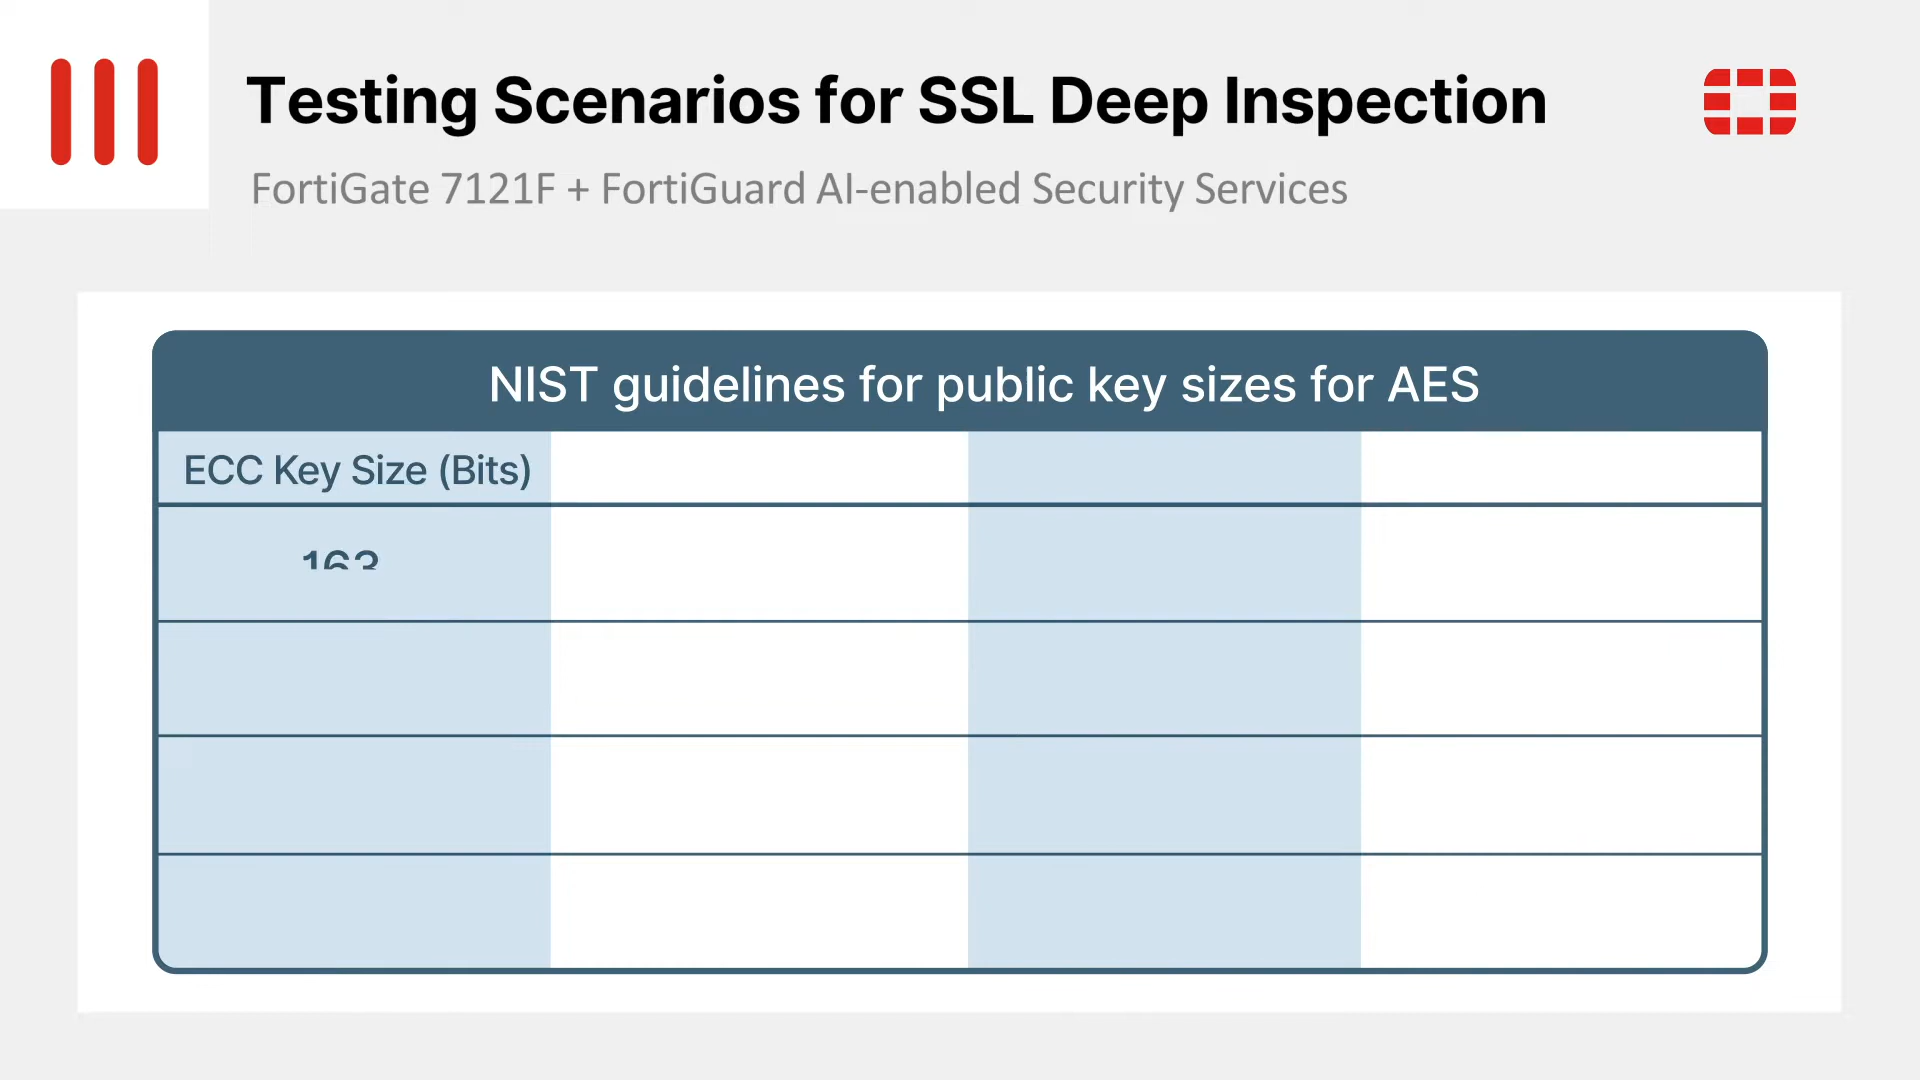 Testing Scenarios for SSL Deep Inspection
FortiGate 7121F + FortiGuard AI-enabled Security Services
NIST guidelines for public key sizes for AES
ECC Key Size (Bits)
163